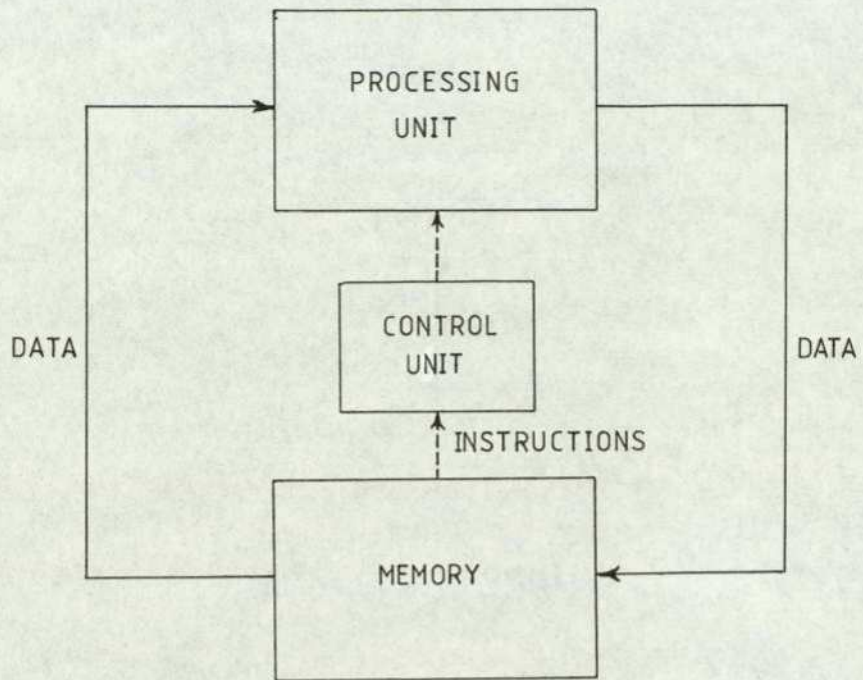 PROCESSING
UNIT
CONTROL
UNIT
DATA
DATA
INSTRUCTIONS
MEMORY